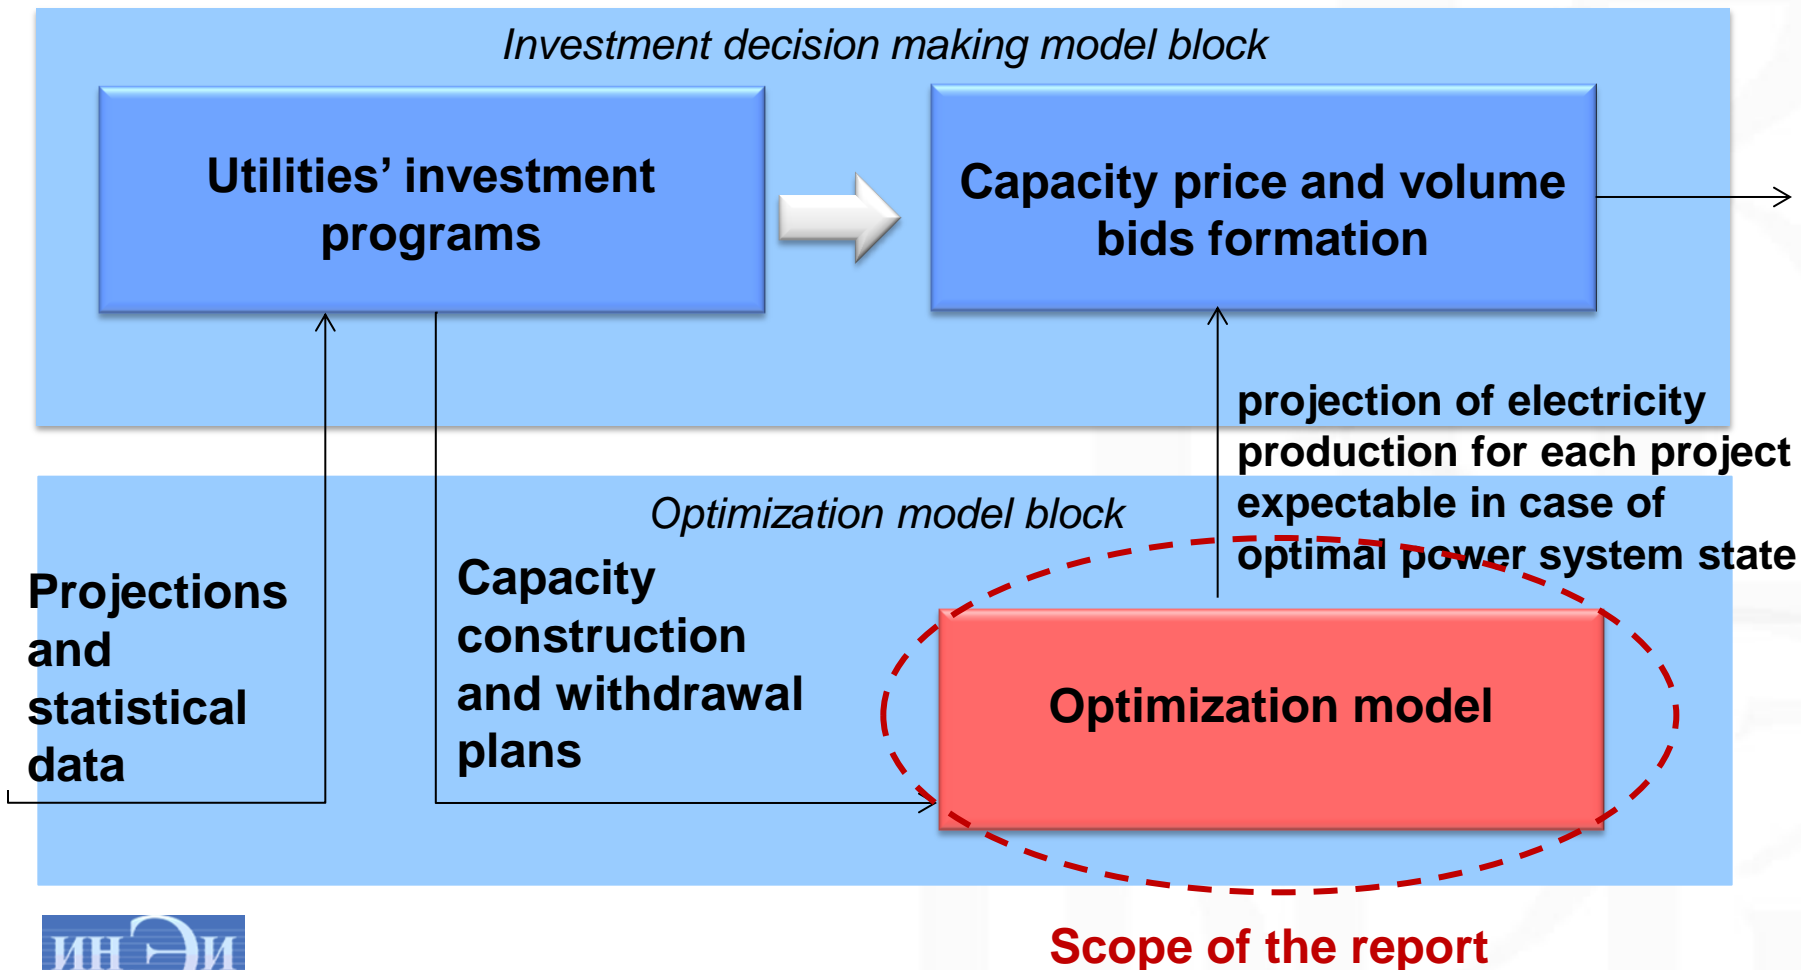 Investment decision making model block
Utilities’ investment
programs
Capacity price and volume
bids formation
projection of electricity
production for each project
expectable in case of
optimal power system state
Optimization model block
Projections
and
statistical
data
Capacity
construction
and withdrawal
plans
Optimization model
Scope of the report
ИНЭИ